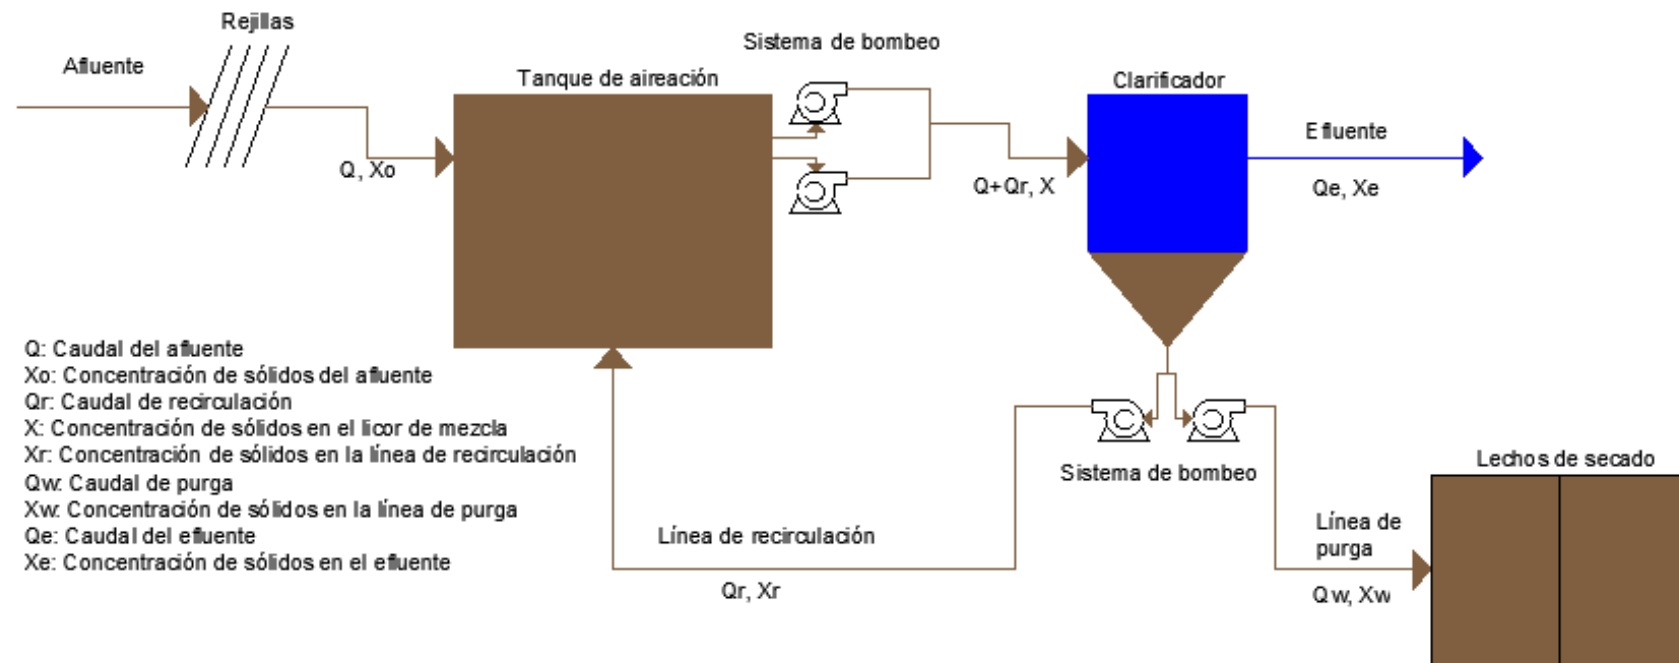 Rejillas
Sistema de bombeo
Afluente
Tanque de aireación
Clarificador
Efluente
Q, Xo
Q+Qr, X
Qe, Xe
Q: Caudal del afluente
Xo: Concentración de sólidos del afluente
Qr: Caudal de recirculación
X: Concentración de sólidos en el licor de mezcla
Xr: Concentración de sólidos en la línea de recirculación
Qw: Caudal de purga
Xw: Concentración de sólidos en la línea de purga
Qe: Caudal del efluente
Xe: Concentración de sólidos en el efluente
Sistema de bombeo
Lechos de secado
Línea de recirculación
Línea de
purga
Qr, Xr
Qw, Xw